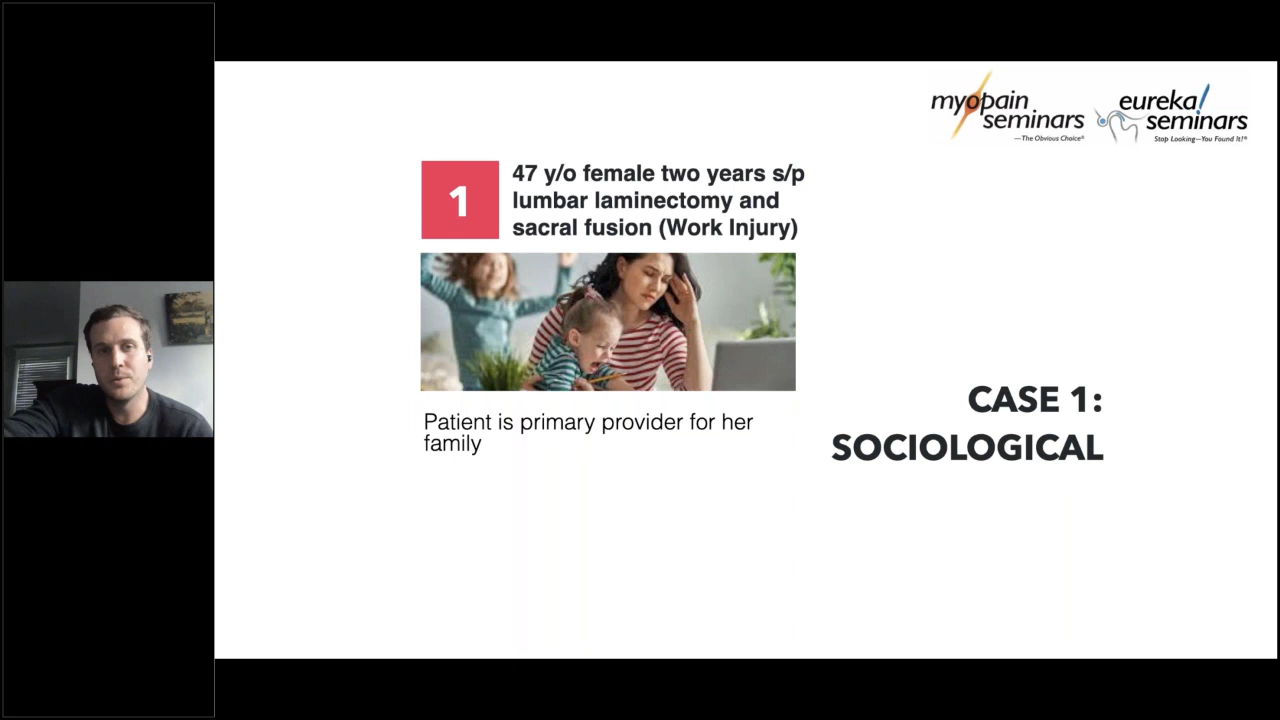 myopain
seminars
—The Obvious Choice®
eureka!
seminars
Stop Looking—You Found It!®
1
47 y/o female two years s/p
lumbar laminectomy and
sacral fusion (Work Injury)
Patient is primary provider for her
family
CASE 1:
SOCIOLOGICAL